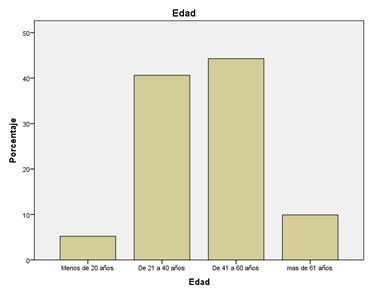 Edad
50
40
30
20
10
0
Porcentaje
Menos de 20 años
De 21 a 40 años
De 41 a 60 años
mas de 61 años
Edad